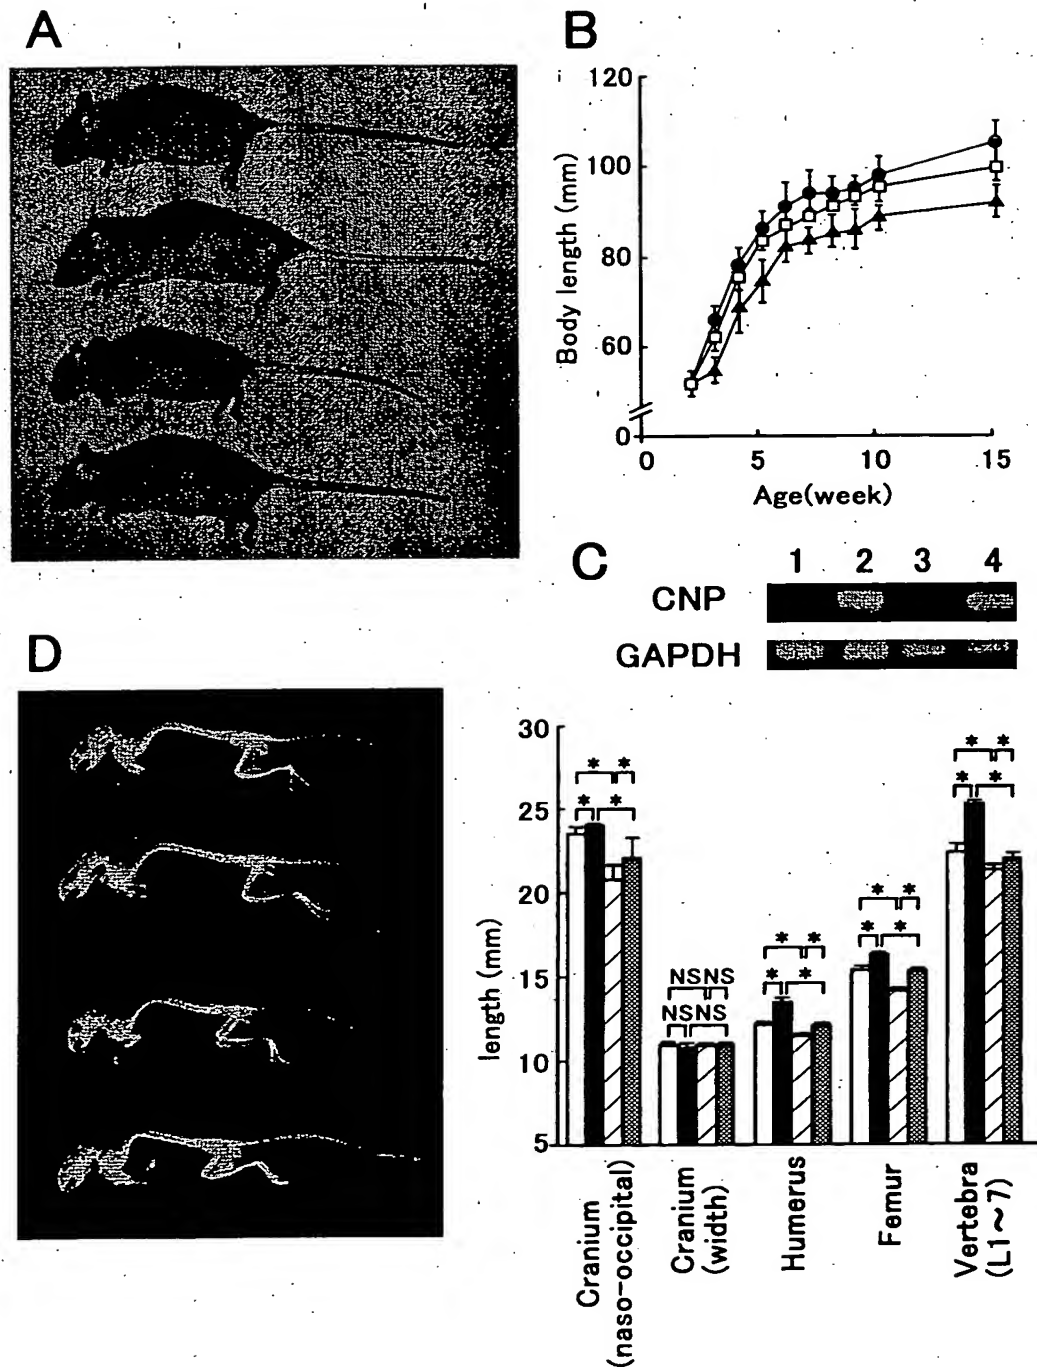 A
B
120
100
80
60
0
Body length (mm)
0 5 10 15
Age(week)
C
1 2 3 4
CNP
GAPDH
D
30
25
20
15
10
5
length (mm)
* *
* *
NS NS
NS NS
* *
* *
* *
* *
* *
* *
Cranium
(naso-occipital)
Cranium
(width)
Humerus
Femur
Vertebra
(L1~7)